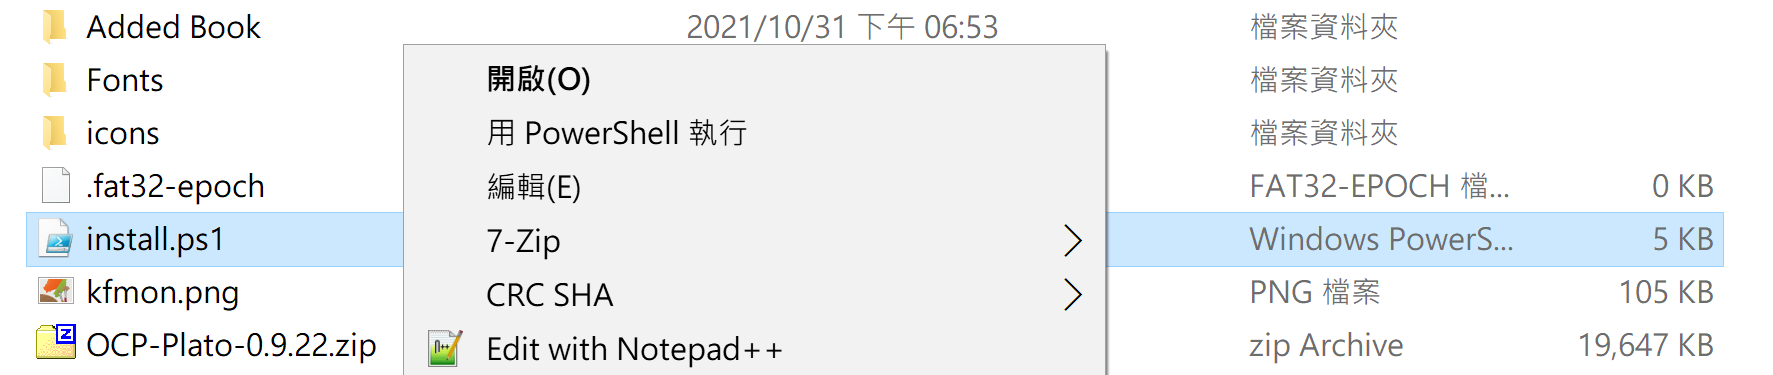 Added Book 2021/10/31 下午 06:53 檔案資料夾
Fonts 檔案資料夾
icons 檔案資料夾
.fat32-epoch FAT32-EPOCH 檔... 0 KB
install.ps1 Windows PowerS... 5 KB
kfmon.png PNG 檔案 105 KB
OCP-Plato-0.9.22.zip zip Archive 19,647 KB
開啟(O)
用 PowerShell 執行
編輯(E)
7-Zip
CRC SHA
Edit with Notepad++